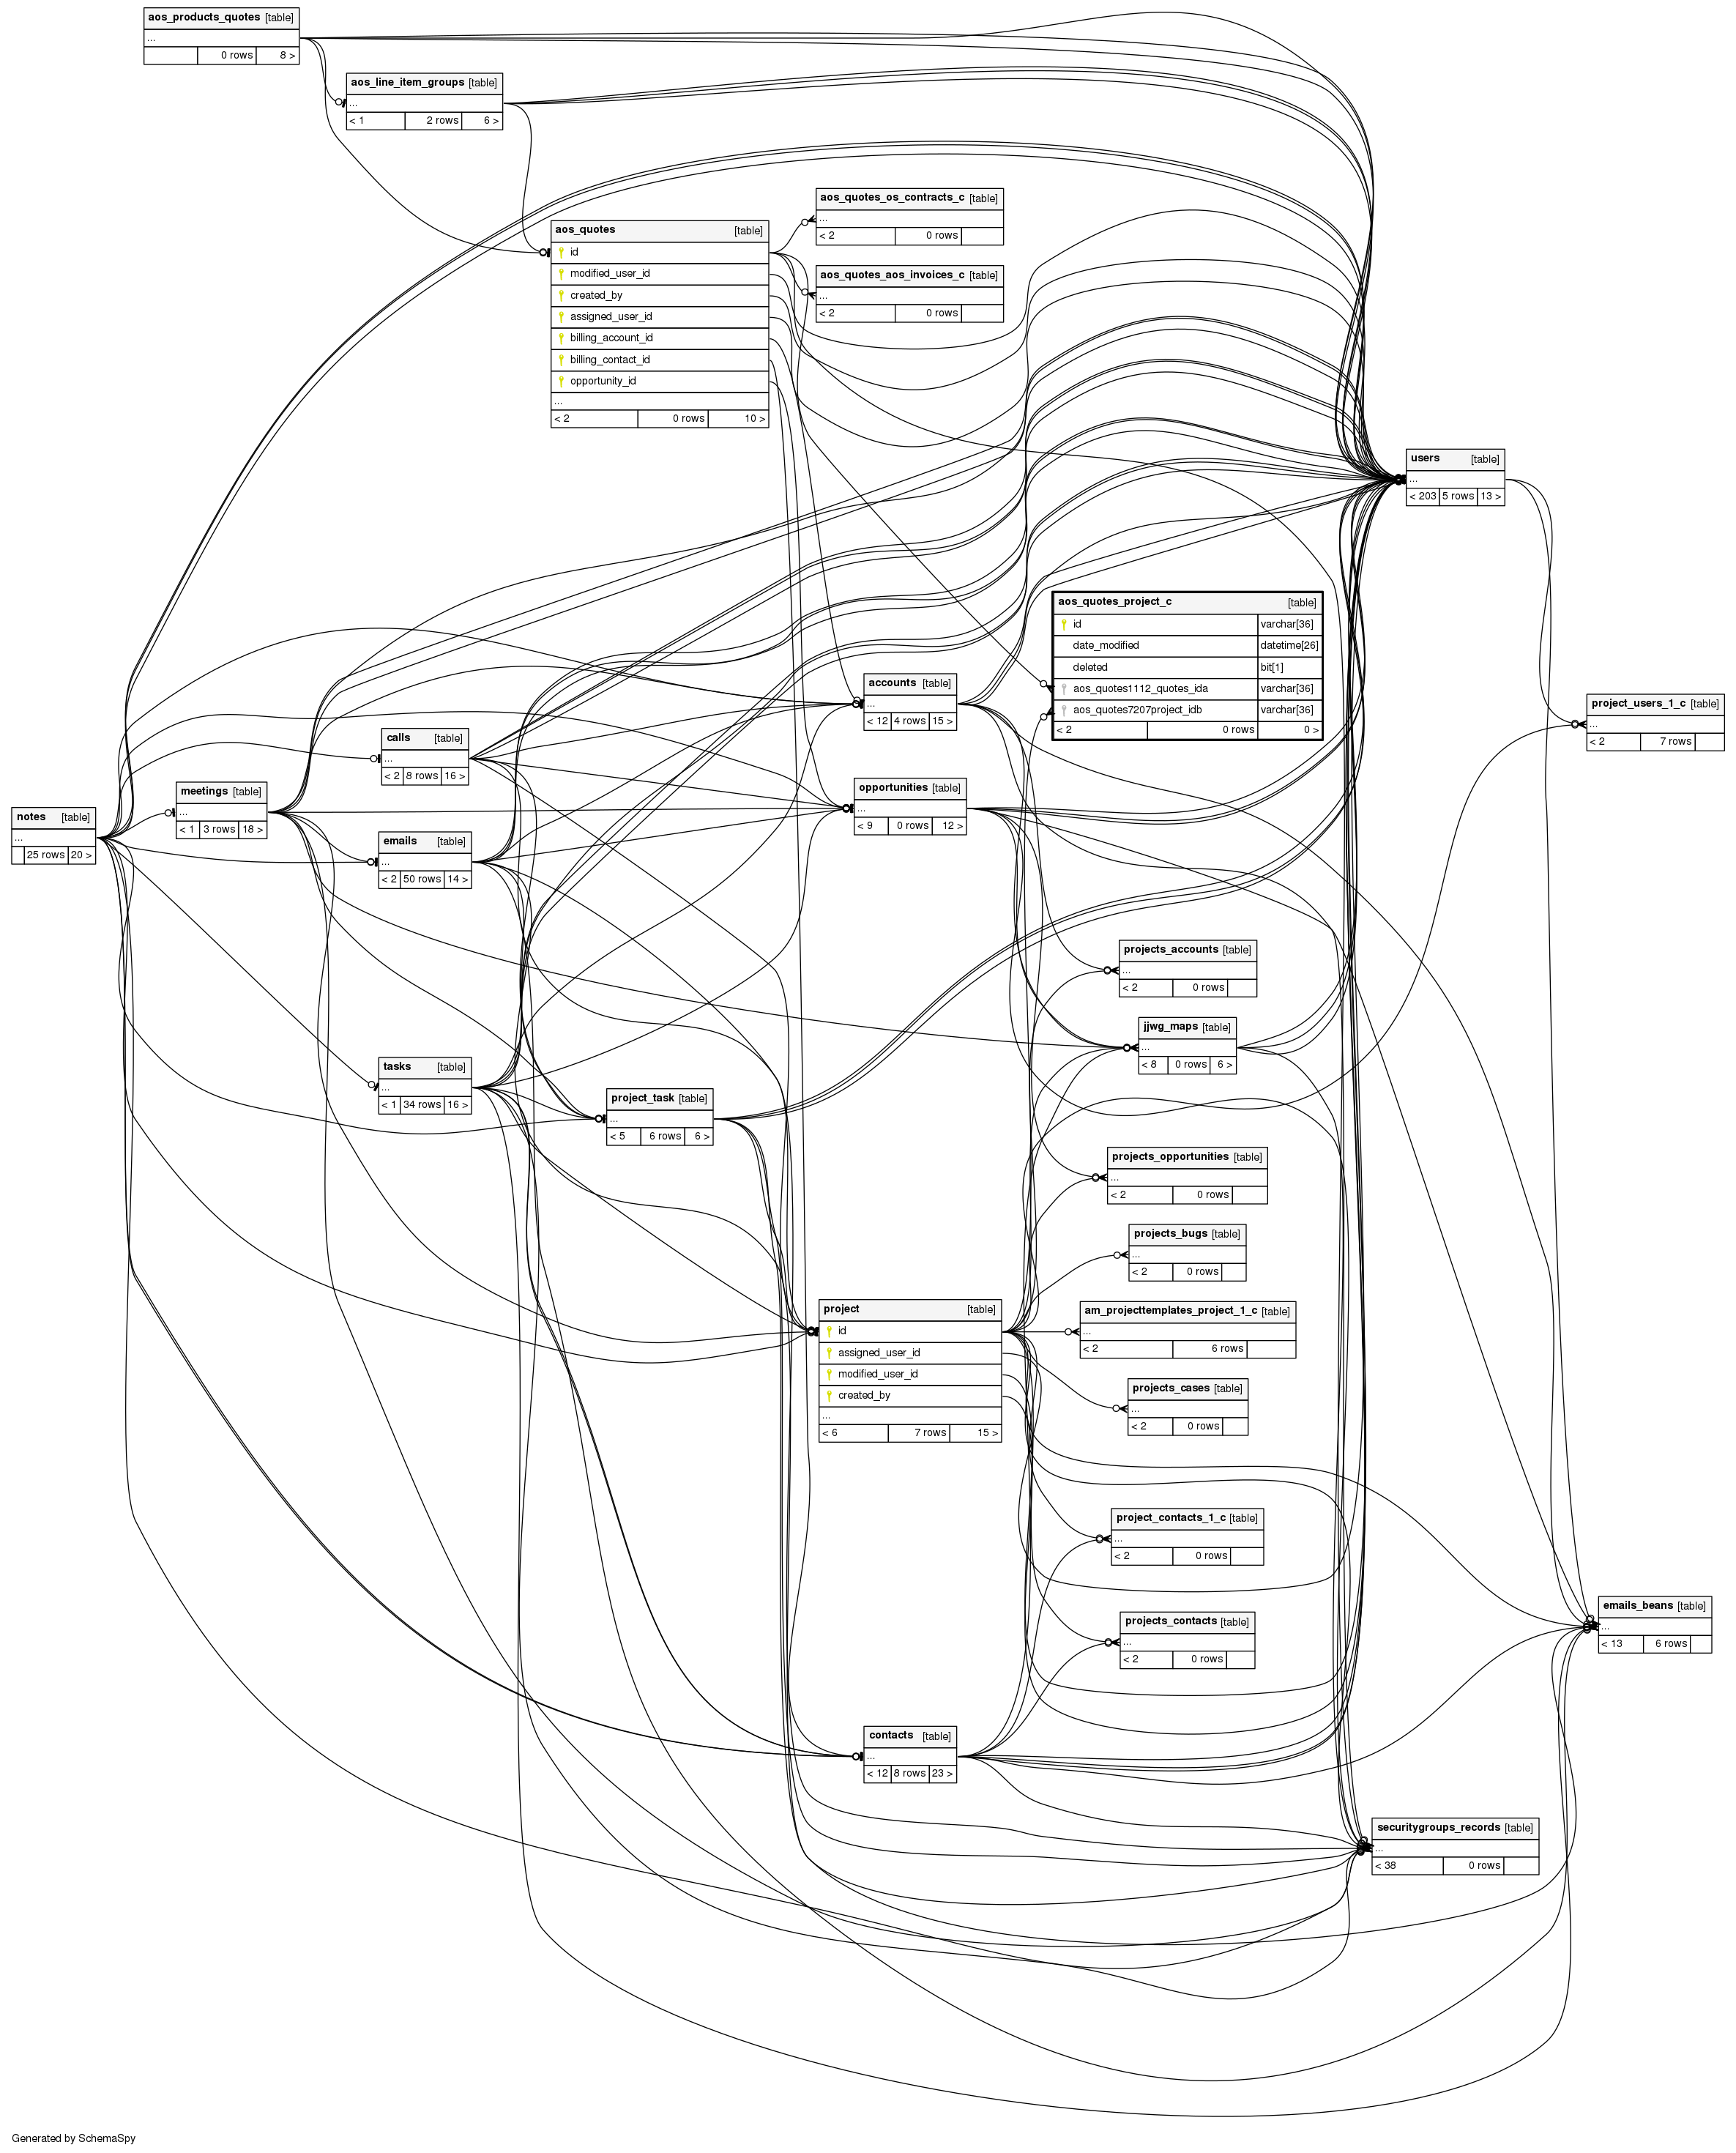 aos_products_quotes [table]
...
0 rows 8 >
aos_line_item_groups [table]
...
< 1 2 rows 6 >
aos_quotes_os_contracts_c [table]
...
< 2 0 rows
aos_quotes [table]
id
modified_user_id
created_by
assigned_user_id
billing_account_id
billing_contact_id
opportunity_id
...
< 2 0 rows 10 >
aos_quotes_aos_invoices_c [table]
...
< 2 0 rows
users [table]
...
< 203 5 rows 13 >
aos_quotes_project_c [table]
id varchar[36]
date_modified datetime[26]
deleted bit[1]
aos_quotes1112_quotes_ida varchar[36]
aos_quotes7207project_idb varchar[36]
< 2 0 rows 0 >
accounts [table]
...
< 12 4 rows 15 >
project_users_1_c [table]
...
< 2 7 rows
calls [table]
...
< 2 8 rows 16 >
opportunities [table]
...
< 9 0 rows 12 >
meetings [table]
...
< 1 3 rows 18 >
notes [table]
...
25 rows 20 >
emails [table]
...
< 2 50 rows 14 >
projects_accounts [table]
...
< 2 0 rows
jjwg_maps [table]
...
< 8 0 rows 6 >
tasks [table]
...
< 1 34 rows 16 >
project_task [table]
...
< 5 6 rows 6 >
projects_opportunities [table]
...
< 2 0 rows
projects_bugs [table]
...
< 2 0 rows
project [table]
id
assigned_user_id
modified_user_id
created_by
...
< 6 7 rows 15 >
am_projecttemplates_project_1_c [table]
...
< 2 6 rows
projects_cases [table]
...
< 2 0 rows
project_contacts_1_c [table]
...
< 2 0 rows
emails_beans [table]
...
< 13 6 rows
projects_contacts [table]
...
< 2 0 rows
contacts [table]
...
< 12 8 rows 23 >
securitygroups_records [table]
...
< 38 0 rows
Generated by SchemaSpy